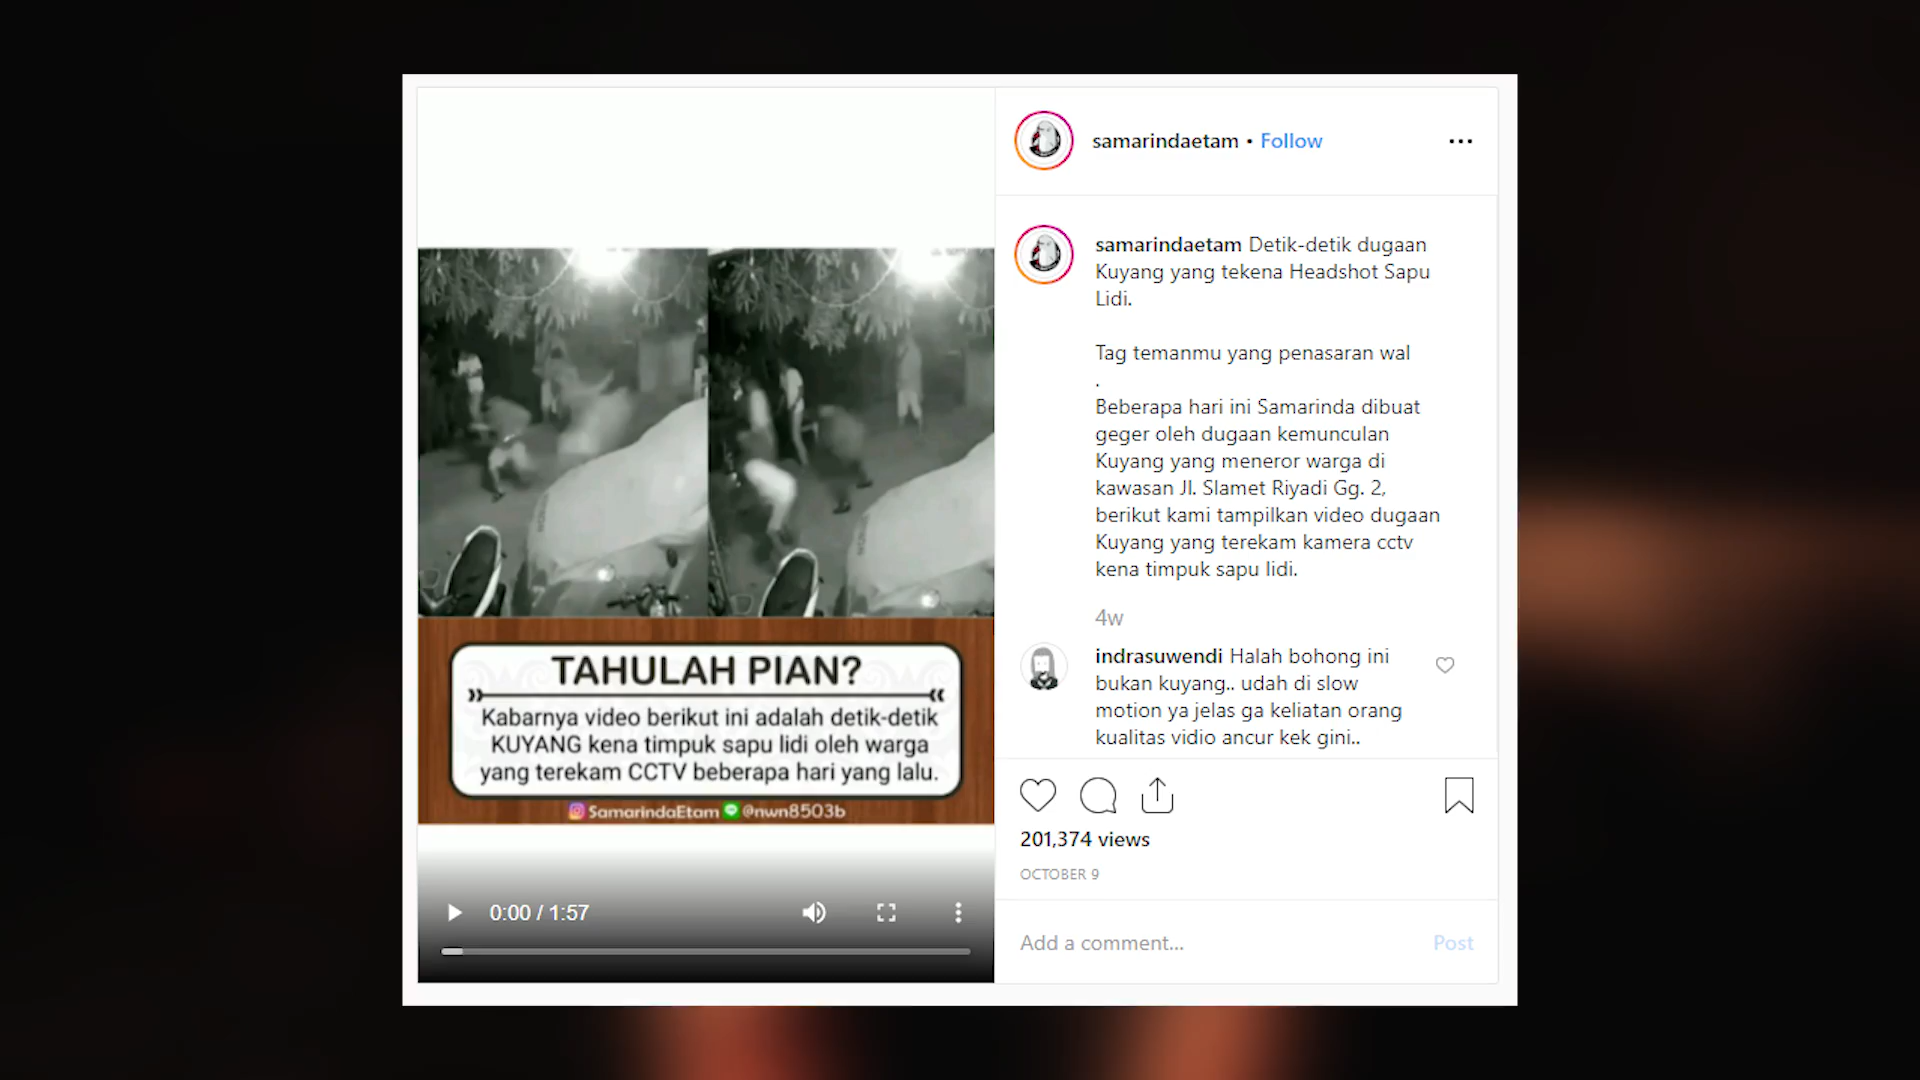 TAHULAH PIAN?
Kabarnya video berikut ini adalah detik-detik
KUYANG kena timpuk sapu lidi oleh warga
yang terekam CCTV beberapa hari yang lalu.
SamarindaEtam @nwn8503b
0:00 / 1:57
samarindaetam • Follow
samarindaetam Detik-detik dugaan
Kuyang yang tekena Headshot Sapu
Lidi.
Tag temanmu yang penasaran wal
.
Beberapa hari ini Samarinda dibuat
geger oleh dugaan kemunculan
Kuyang yang meneror warga di
kawasan Jl. Slamet Riyadi Gg. 2,
berikut kami tampilkan video dugaan
Kuyang yang terekam kamera cctv
kena timpuk sapu lidi.
4w
indrasuwendi Halah bohong ini
bukan kuyang.. udah di slow
motion ya jelas ga keliatan orang
kualitas vidio ancur kek gini..
201,374 views
OCTOBER 9
Add a comment...
Post